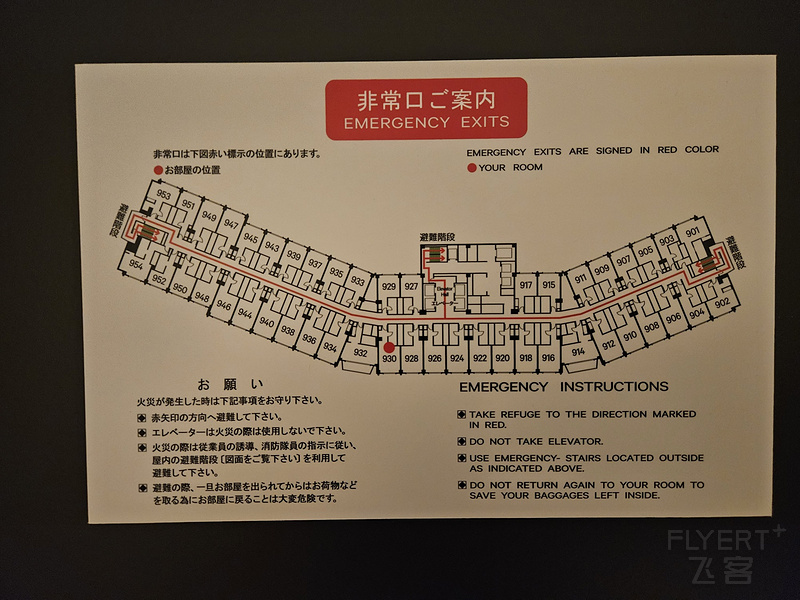 非常口ご案内
EMERGENCY EXITS
非常口は下図赤い標示の位置にあります。
お部屋の位置
EMERGENCY EXITS ARE SIGNED IN RED COLOR
YOUR ROOM
避難階段
避難階段
避難階段
953
951
949
947
945
943
939
937
935
933
929
927
Elevator
Hall
エレベーター
917
915
911
909
907
905
903
901
954
952
950
948
946
944
940
938
936
934
932
930
928
926
924
922
920
918
916
914
912
910
908
906
904
902
お願い
火災が発生した時は下記事項をお守り下さい。
赤矢印の方向へ避難して下さい。
エレベーターは火災の際は使用しないで下さい。
火災の際は従業員の誘導、消防隊員の指示に従い、
屋内の避難階段〔図面をご覧下さい〕を利用して
避難して下さい。
避難の際、一旦お部屋を出られてからはお荷物など
を取る為にお部屋に戻ることは大変危険です。
EMERGENCY INSTRUCTIONS
TAKE REFUGE TO THE DIRECTION MARKED
IN RED.
DO NOT TAKE ELEVATOR.
USE EMERGENCY- STAIRS LOCATED OUTSIDE
AS INDICATED ABOVE.
DO NOT RETURN AGAIN TO YOUR ROOM TO
SAVE YOUR BAGGAGES LEFT INSIDE.
FLYERT+
飞客